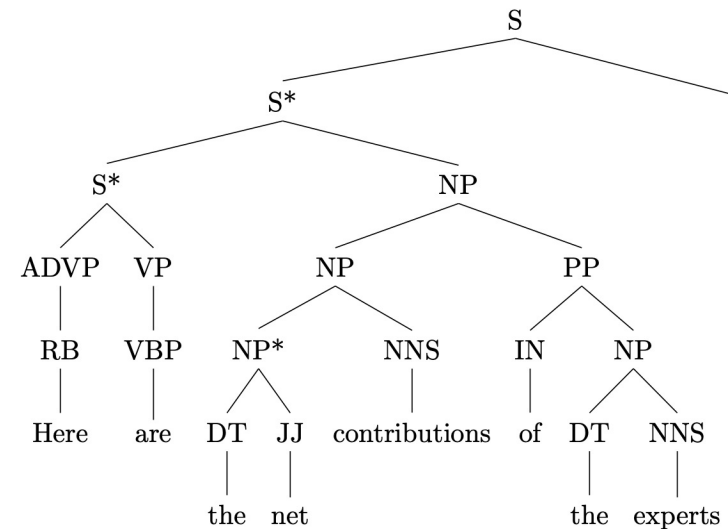 S
S*
S* NP
ADVP VP NP PP
RB VBP NP* NNS IN NP
Here are DT JJ contributions of DT NNS
the net the experts